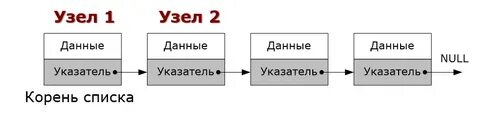 Узел 1 Узел 2
Данные Данные Данные Данные
Указатель Указатель Указатель Указатель NULL
Корень списка